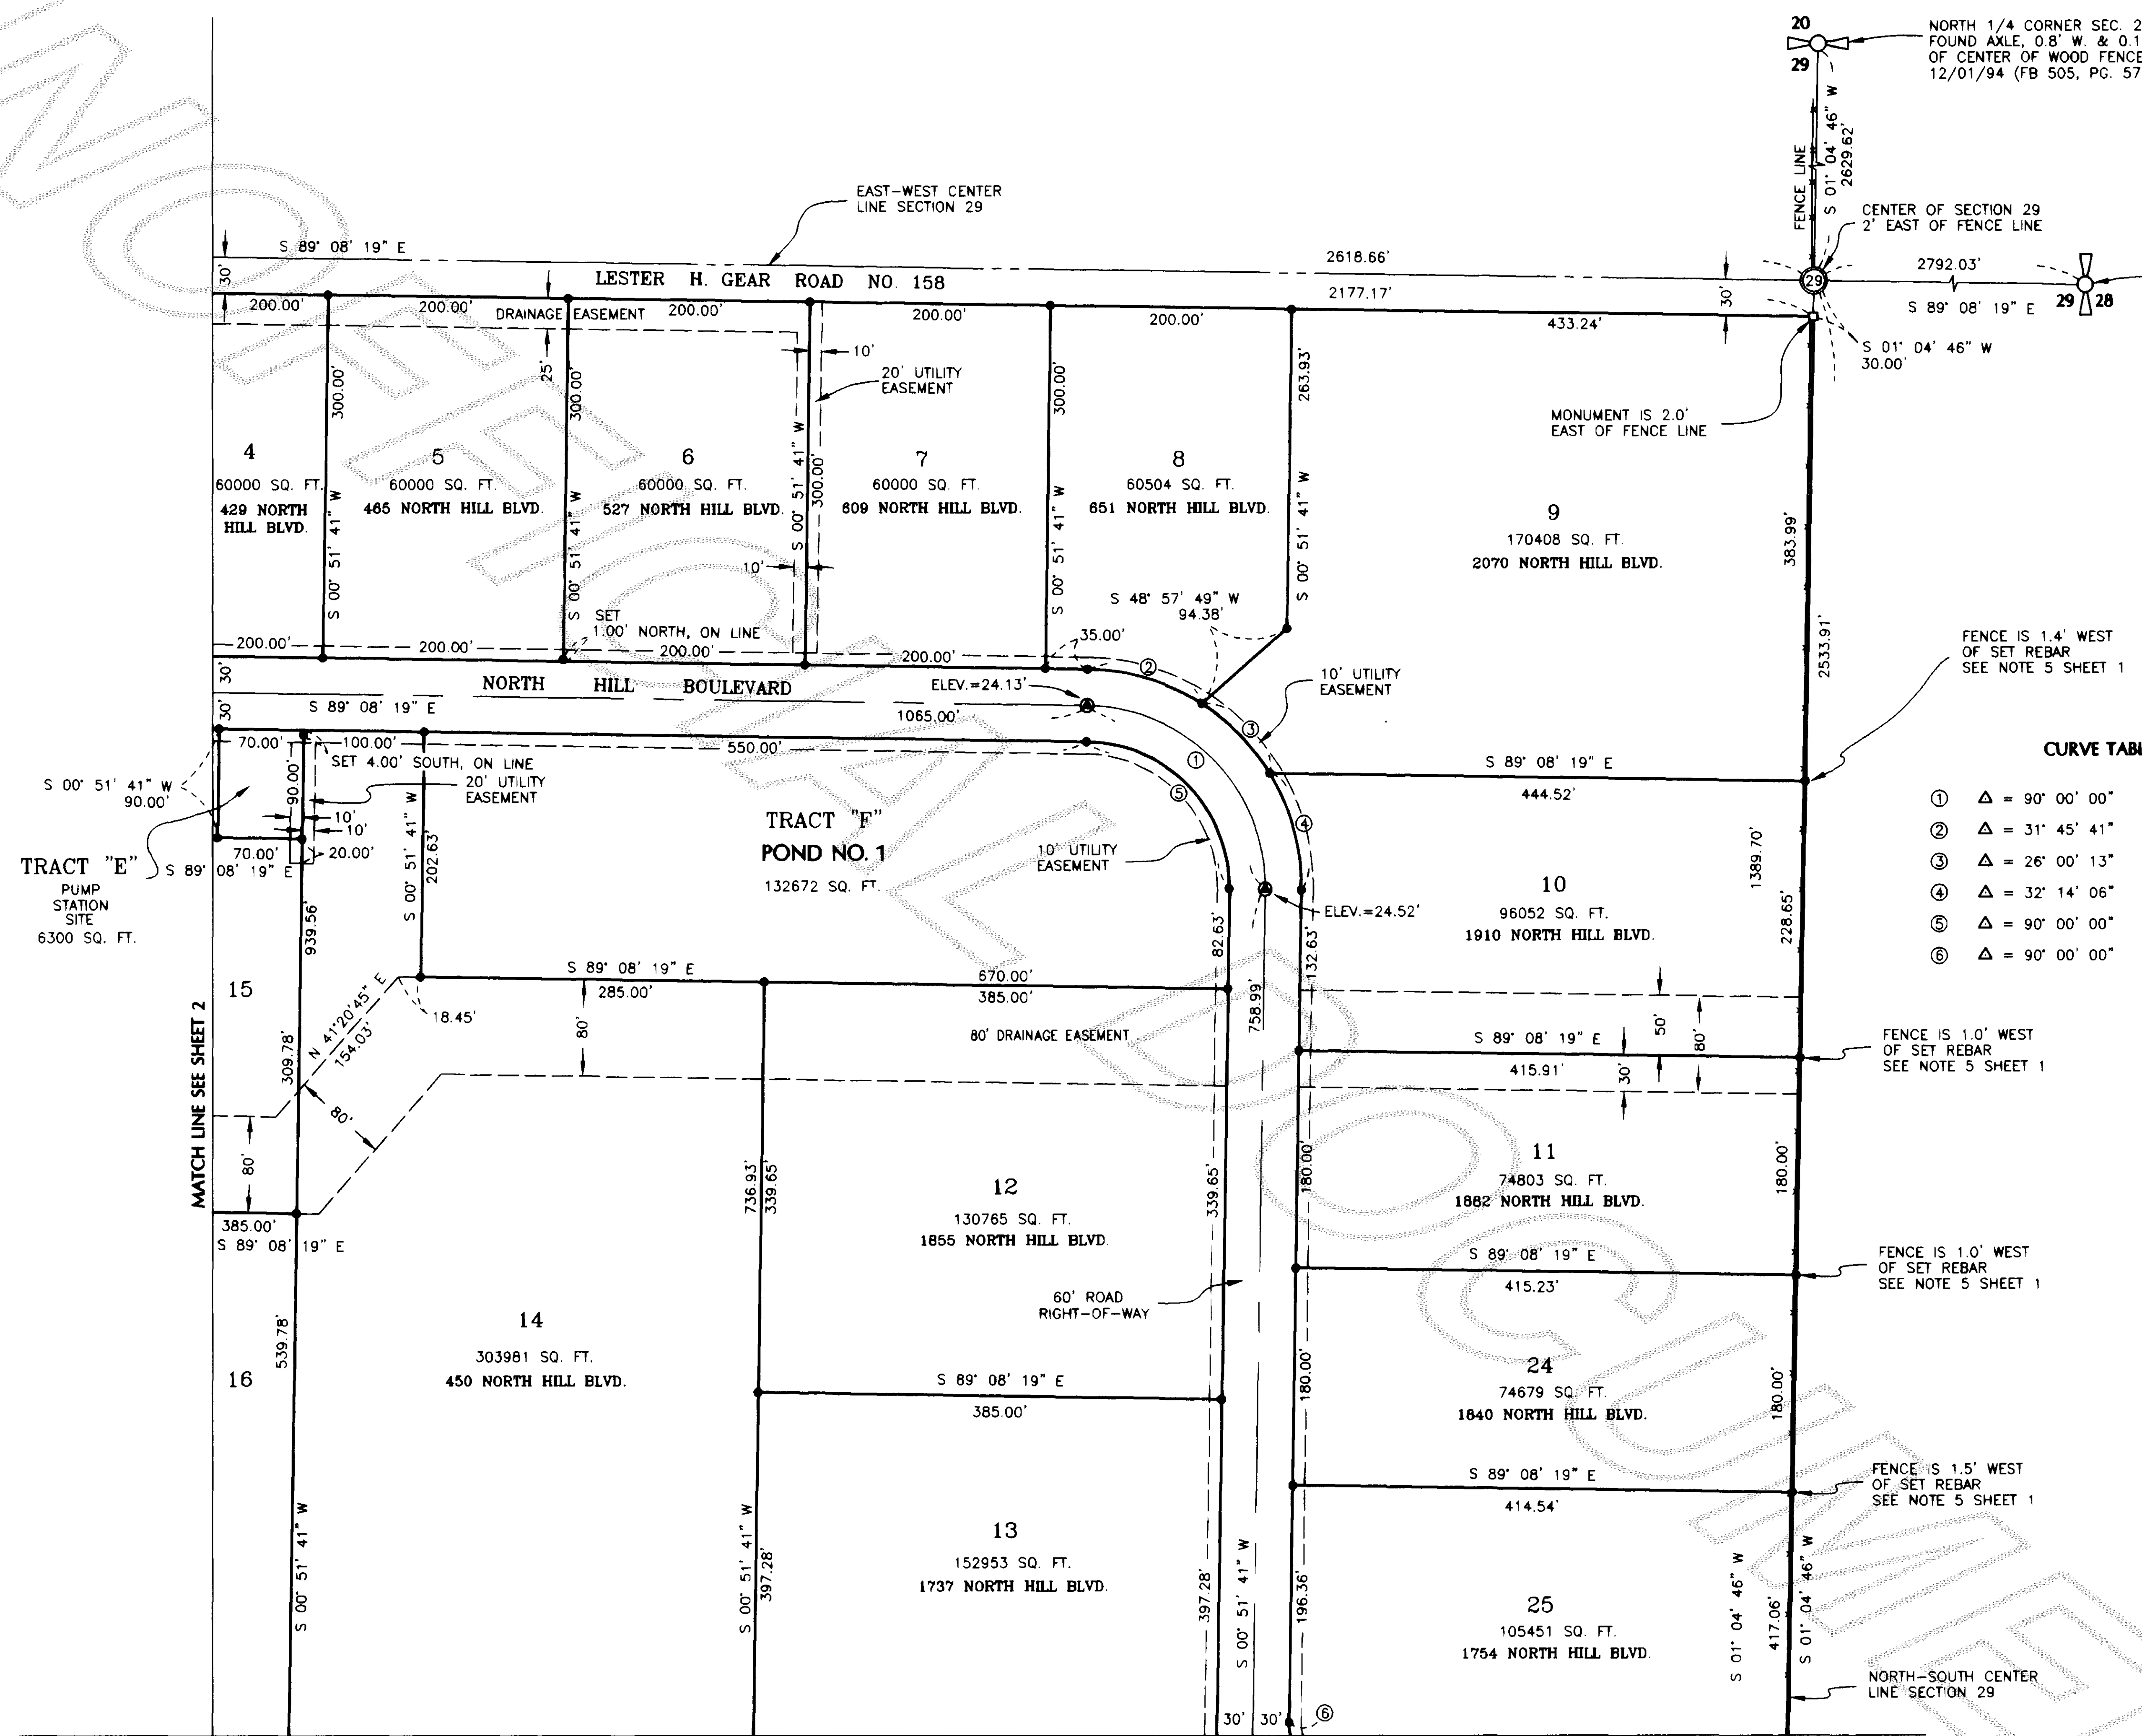 20
29
NORTH 1/4 CORNER SEC. 2
FOUND AXLE, 0.8' W. & 0.1
OF CENTER OF WOOD FENCE
12/01/94 (FB 505, PG. 57
S 01° 04' 46" W
2629.62'
FENCE LINE
EAST-WEST CENTER
LINE SECTION 29
CENTER OF SECTION 29
2' EAST OF FENCE LINE
S 89° 08' 19" E
2618.66'
30'
LESTER H. GEAR ROAD NO. 158
2177.17'
30'
29
2792.03'
S 89° 08' 19" E
29
28
200.00'
200.00'
200.00'
200.00'
200.00'
433.24'
DRAINAGE EASEMENT
25'
S 01° 04' 46" W
30.00'
10'
20' UTILITY
EASEMENT
MONUMENT IS 2.0'
EAST OF FENCE LINE
300.00'
300.00'
300.00'
300.00'
263.93'
383.99'
4
60000 SQ. FT.
429 NORTH
HILL BLVD.
5
60000 SQ. FT.
465 NORTH HILL BLVD.
6
60000 SQ. FT.
527 NORTH HILL BLVD.
7
60000 SQ. FT.
609 NORTH HILL BLVD.
8
60504 SQ. FT.
651 NORTH HILL BLVD.
9
170408 SQ. FT.
2070 NORTH HILL BLVD.
S 00° 51' 41" W
S 00° 51' 41" W
S 00° 51' 41" W
S 00° 51' 41" W
S 00° 51' 41" W
10'
S 48° 57' 49" W
94.38'
SET
1.00' NORTH, ON LINE
35.00'
2533.91'
FENCE IS 1.4' WEST
OF SET REBAR
SEE NOTE 5 SHEET 1
200.00'
200.00'
200.00'
200.00'
30'
NORTH HILL BOULEVARD
ELEV.=24.13'
2
10' UTILITY
EASEMENT
30'
S 89° 08' 19" E
1065.00'
3
70.00'
100.00'
550.00'
1
SET 4.00' SOUTH, ON LINE
20' UTILITY
EASEMENT
S 00° 51' 41" W
90.00'
90.00'
10'
10'
70.00'
20.00'
S 89° 08' 19" E
TRACT "E"
PUMP
STATION
SITE
6300 SQ. FT.
S 00° 51' 41" W
202.63'
TRACT "F"
POND NO. 1
132672 SQ. FT.
5
10' UTILITY
EASEMENT
4
S 89° 08' 19" E
444.52'
CURVE TABL
1 Δ = 90° 00' 00"
2 Δ = 31° 45' 41"
3 Δ = 26° 00' 13"
4 Δ = 32° 14' 06"
5 Δ = 90° 00' 00"
6 Δ = 90° 00' 00"
ELEV.=24.52'
10
96052 SQ. FT.
1910 NORTH HILL BLVD.
1389.70'
228.65'
939.56'
82.63'
132.63'
758.99'
15
N 41°20'45" E
154.03'
18.45'
S 89° 08' 19" E
285.00'
670.00'
385.00'
80'
80' DRAINAGE EASEMENT
50'
80'
30'
S 89° 08' 19" E
415.91'
FENCE IS 1.0' WEST
OF SET REBAR
SEE NOTE 5 SHEET 1
MATCH LINE SEE SHEET 2
309.78'
80'
80'
385.00'
S 89° 08' 19" E
736.93'
339.65'
12
130765 SQ. FT.
1855 NORTH HILL BLVD.
339.65'
180.00'
11
74803 SQ. FT.
1882 NORTH HILL BLVD.
180.00'
S 89° 08' 19" E
415.23'
FENCE IS 1.0' WEST
OF SET REBAR
SEE NOTE 5 SHEET 1
60' ROAD
RIGHT-OF-WAY
539.78'
16
14
303981 SQ. FT.
450 NORTH HILL BLVD.
S 89° 08' 19" E
385.00'
180.00'
24
74679 SQ. FT.
1840 NORTH HILL BLVD.
180.00'
S 89° 08' 19" E
414.54'
FENCE IS 1.5' WEST
OF SET REBAR
SEE NOTE 5 SHEET 1
S 00° 51' 41" W
S 00° 51' 41" W
397.28'
13
152953 SQ. FT.
1737 NORTH HILL BLVD.
397.28'
S 00° 51' 41" W
196.36'
25
105451 SQ. FT.
1754 NORTH HILL BLVD.
S 01° 04' 46" W
417.06'
S 01° 04' 46" W
NORTH-SOUTH CENTER
LINE SECTION 29
30'
30'
6